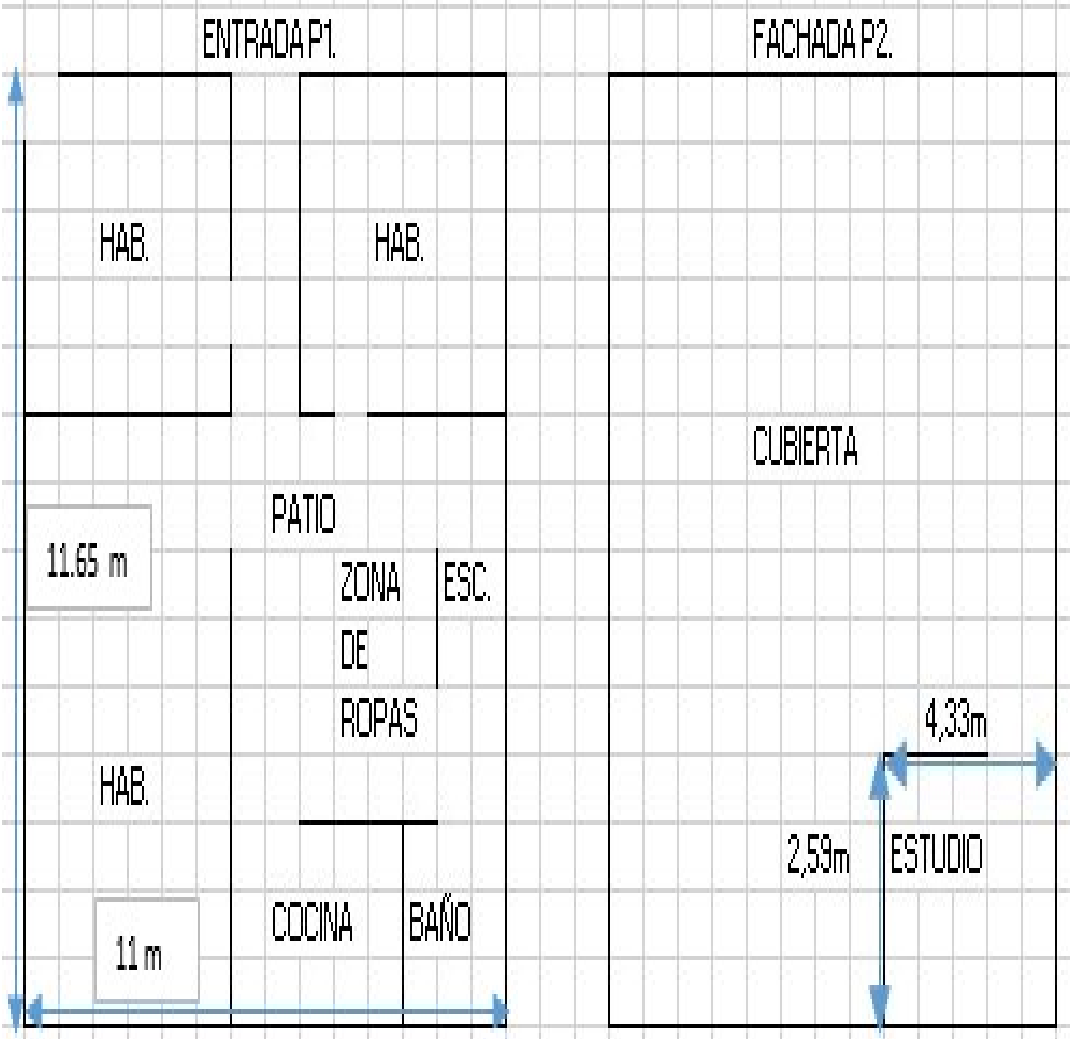 ENTRADA P1.
FACHADA P2.
HAB.
HAB.
CUBIERTA
PATIO
11.65 m
ZONA
DE
ROPAS
ESC.
4,33m
HAB.
2,59m
ESTUDIO
COCINA
BAÑO
11 m